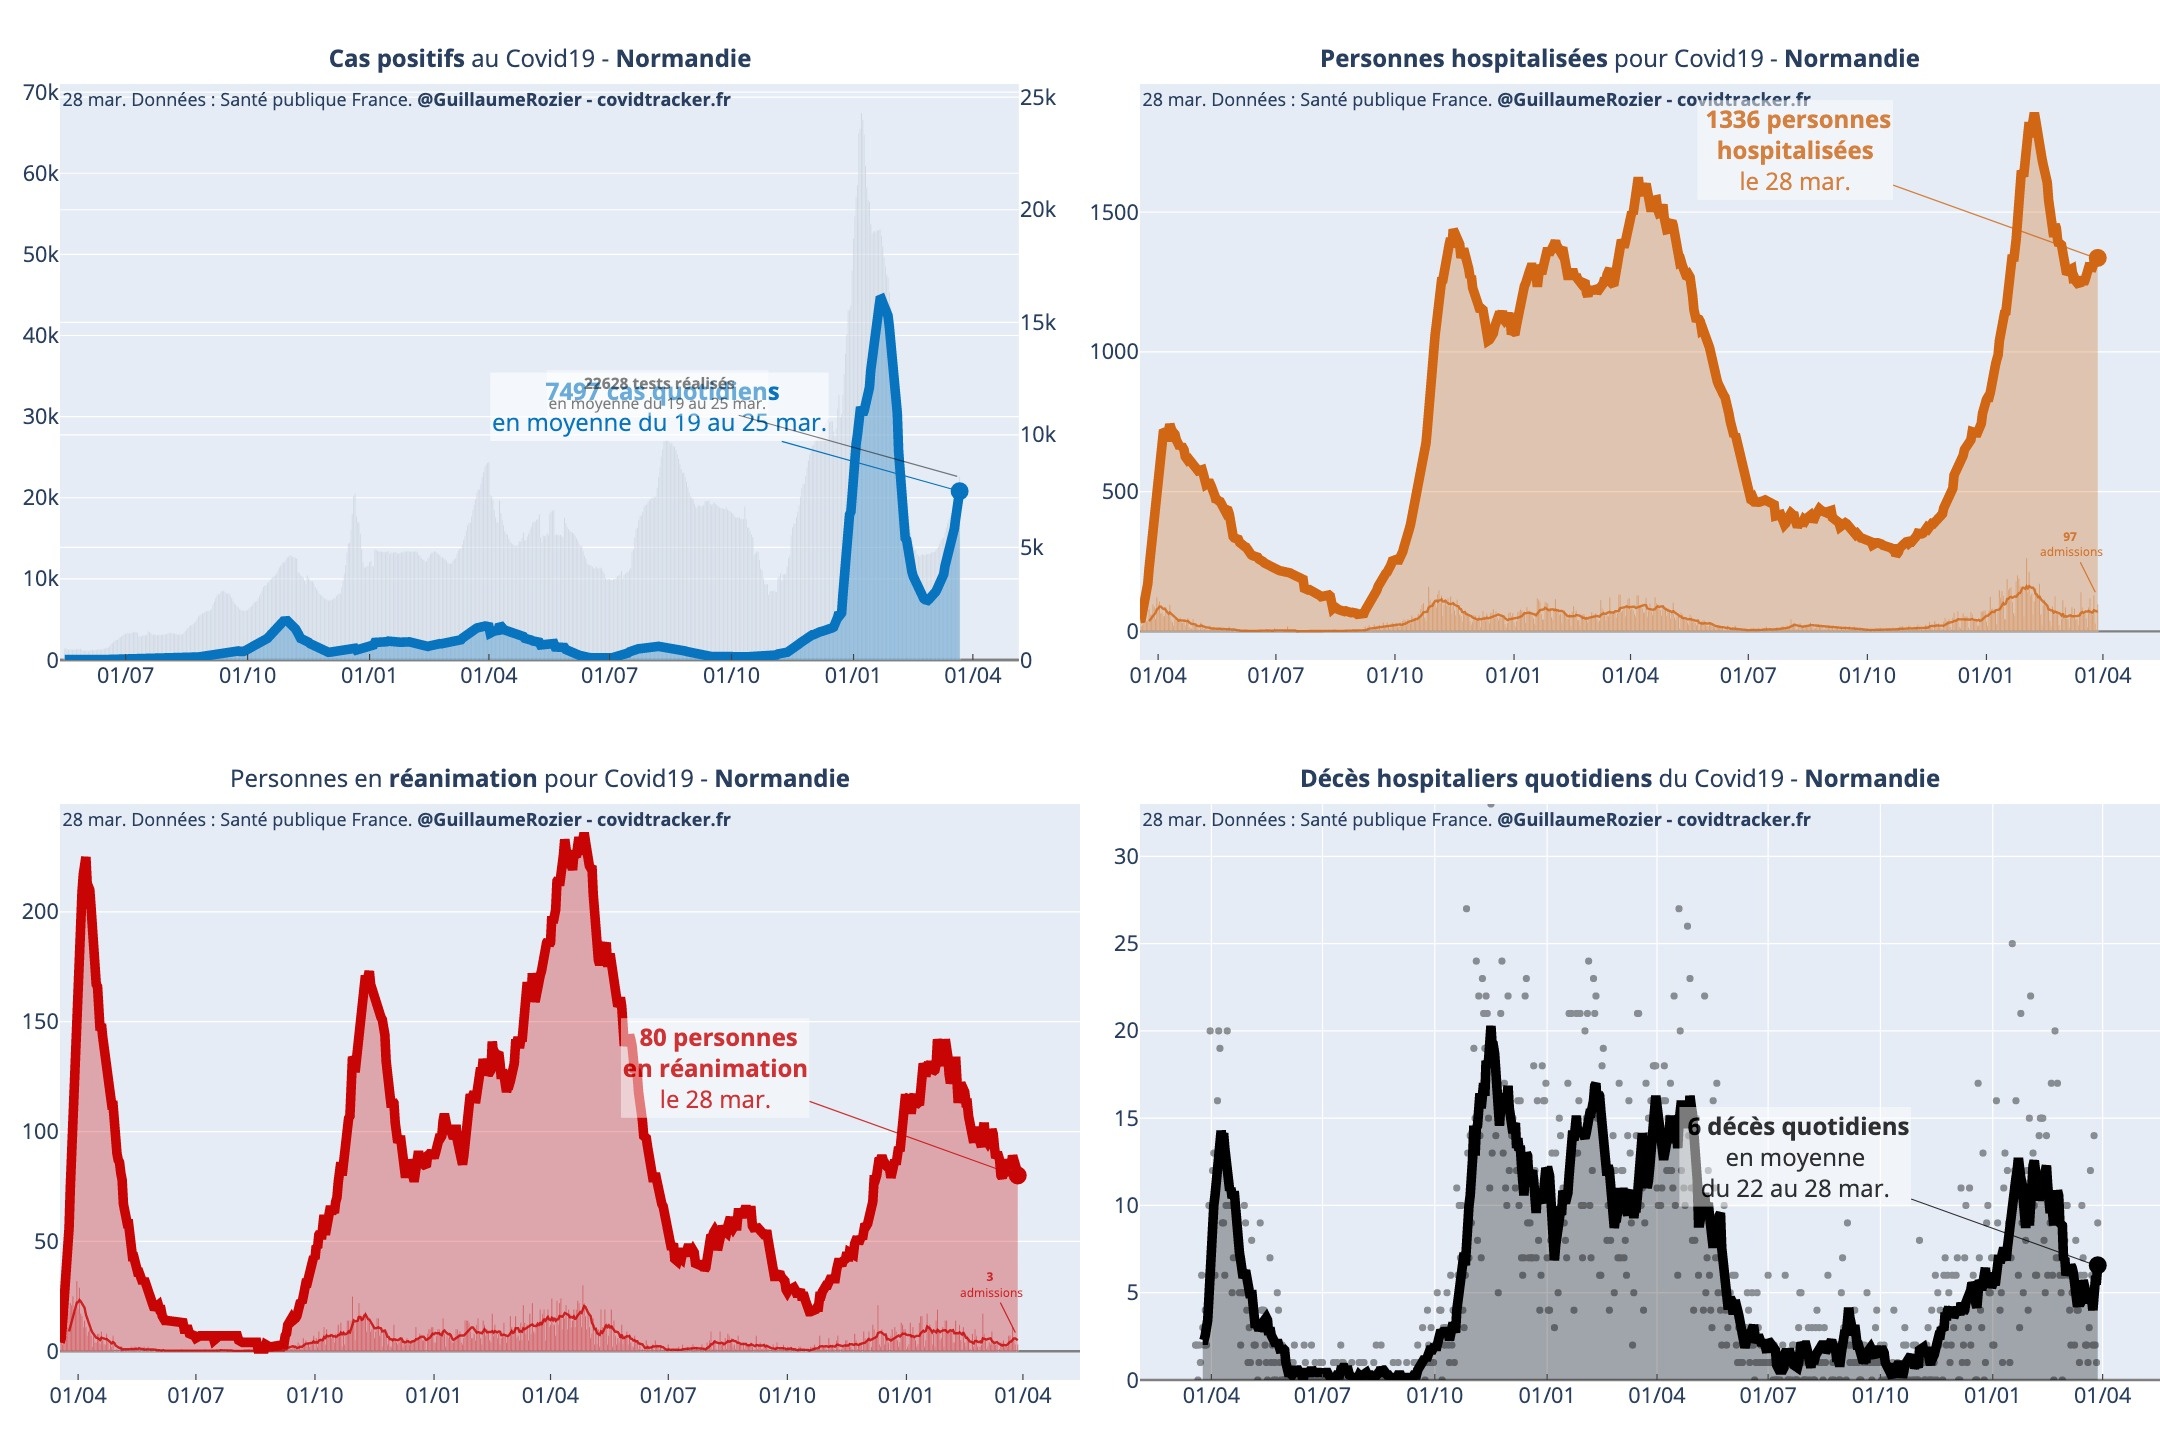 Cas positifs au Covid19 - Normandie
28 mar. Données : Santé publique France. @GuillaumeRozier - covidtracker.fr
70k
60k
50k
40k
30k
20k
10k
0
25k
20k
15k
10k
5k
0
22628 tests réalisés
en moyenne du 19 au 25 mar.
7497 cas quotidiens
en moyenne du 19 au 25 mar.
01/07 01/10 01/01 01/04 01/07 01/10 01/01 01/04
Personnes hospitalisées pour Covid19 - Normandie
28 mar. Données : Santé publique France. @GuillaumeRozier - covidtracker.fr
1336 personnes
hospitalisées
le 28 mar.
1500
1000
500
0
97
admissions
01/04 01/07 01/10 01/01 01/04 01/07 01/10 01/01 01/04
Personnes en réanimation pour Covid19 - Normandie
28 mar. Données : Santé publique France. @GuillaumeRozier - covidtracker.fr
200
150
100
50
0
80 personnes
en réanimation
le 28 mar.
3
admissions
01/04 01/07 01/10 01/01 01/04 01/07 01/10 01/01 01/04
Décès hospitaliers quotidiens du Covid19 - Normandie
28 mar. Données : Santé publique France. @GuillaumeRozier - covidtracker.fr
30
25
20
15
10
5
0
6 décès quotidiens
en moyenne
du 22 au 28 mar.
01/04 01/07 01/10 01/01 01/04 01/07 01/10 01/01 01/04